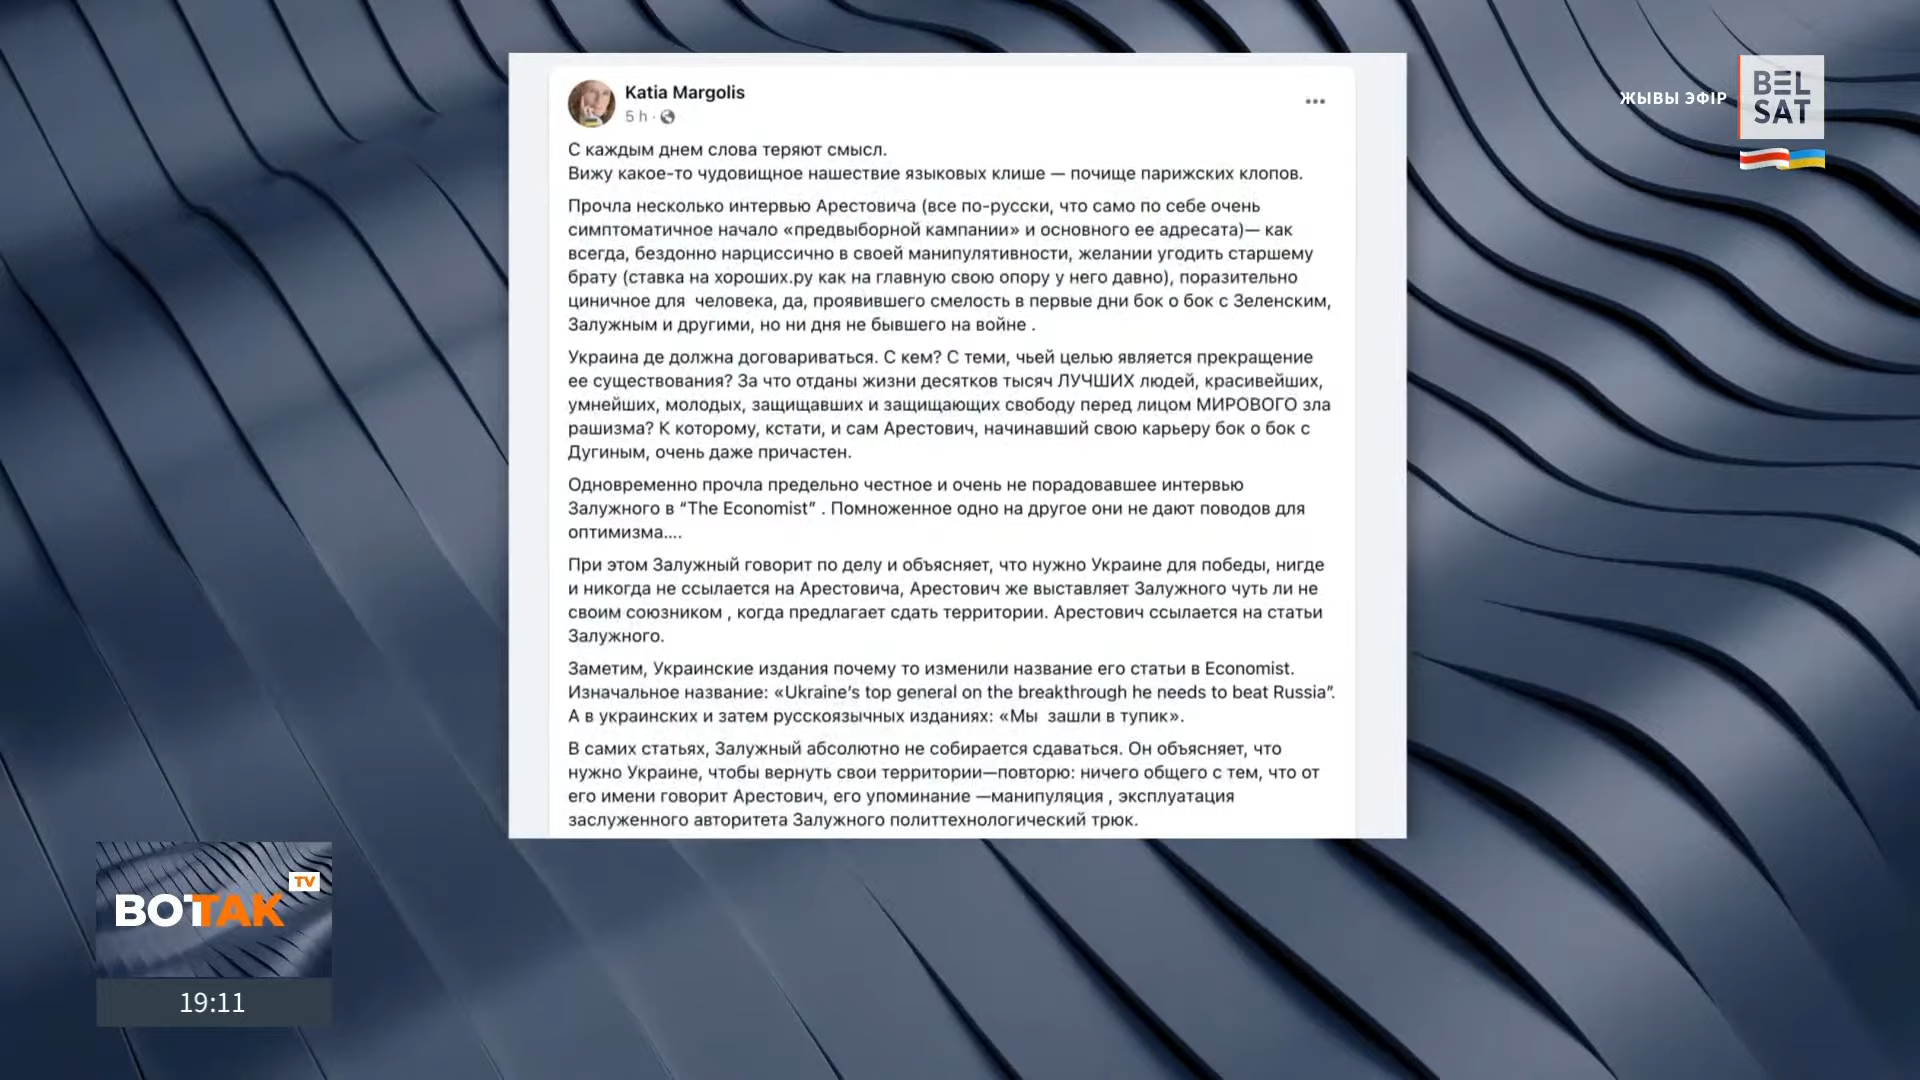 Katia Margolis
5 h ·
С каждым днем слова теряют смысл.
Вижу какое-то чудовищное нашествие языковых клише — почище парижских клопов.
Прочла несколько интервью Арестовича (все по-русски, что само по себе очень
симптоматичное начало «предвыборной кампании» и основного ее адресата)— как
всегда, бездонно нарциссично в своей манипулятивности, желании угодить старшему
брату (ставка на хороших.ру как на главную свою опору у него давно), поразительно
циничное для  человека, да, проявившего смелость в первые дни бок о бок с Зеленским,
Залужным и другими, но ни дня не бывшего на войне .
Украина де должна договариваться. С кем? С теми, чьей целью является прекращение
ее существования? За что отданы жизни десятков тысяч ЛУЧШИХ людей, красивейших,
умнейших, молодых, защищавших и защищающих свободу перед лицом МИРОВОГО зла
рашизма? К которому, кстати, и сам Арестович, начинавший свою карьеру бок о бок с
Дугиным, очень даже причастен.
Одновременно прочла предельно честное и очень не порадовавшее интервью
Залужного в “The Economist” . Помноженное одно на другое они не дают поводов для
оптимизма....
При этом Залужный говорит по делу и объясняет, что нужно Украине для победы, нигде
и никогда не ссылается на Арестовича, Арестович же выставляет Залужного чуть ли не
своим союзником , когда предлагает сдать территории. Арестович ссылается на статьи
Залужного.
Заметим, Украинские издания почему то изменили название его статьи в Economist.
Изначальное название: «Ukraine’s top general on the breakthrough he needs to beat Russia”.
А в украинских и затем русскоязычных изданиях: «Мы  зашли в тупик».
В самих статьях, Залужный абсолютно не собирается сдаваться. Он объясняет, что
нужно Украине, чтобы вернуть свои территории—повторю: ничего общего с тем, что от
его имени говорит Арестович, его упоминание —манипуляция , эксплуатация
заслуженного авторитета Залужного политтехнологический трюк.
ЖЫВЫ ЭФІР
BEL
SAT
ВОТТАК
TV
19:11